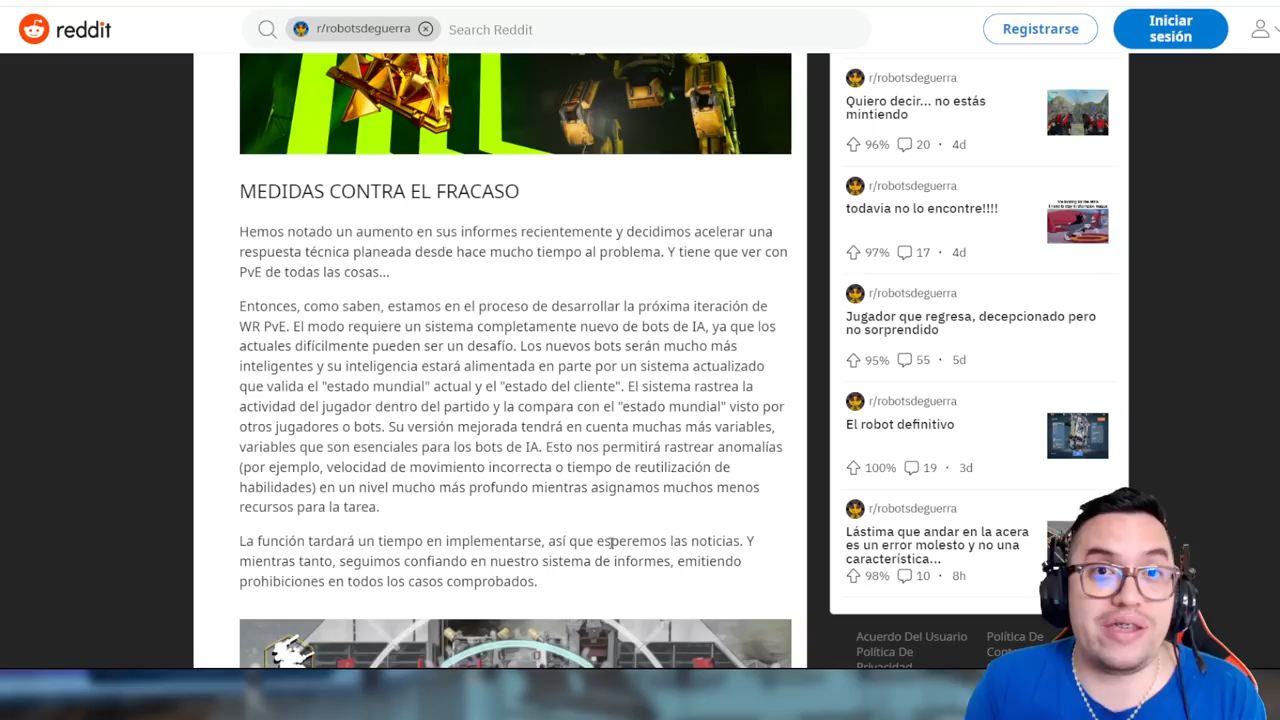 reddit
r/robotsdeguerra
Search Reddit
Registrarse
Iniciar
sesión
MEDIDAS CONTRA EL FRACASO
Hemos notado un aumento en sus informes recientemente y decidimos acelerar una
respuesta técnica planeada desde hace mucho tiempo al problema. Y tiene que ver con
PvE de todas las cosas...
Entonces, como saben, estamos en el proceso de desarrollar la próxima iteración de
WR PvE. El modo requiere un sistema completamente nuevo de bots de IA, ya que los
actuales difícilmente pueden ser un desafío. Los nuevos bots serán mucho más
inteligentes y su inteligencia estará alimentada en parte por un sistema actualizado
que valida el "estado mundial" actual y el "estado del cliente". El sistema rastrea la
actividad del jugador dentro del partido y la compara con el "estado mundial" visto por
otros jugadores o bots. Su versión mejorada tendrá en cuenta muchas más variables,
variables que son esenciales para los bots de IA. Esto nos permitirá rastrear anomalías
(por ejemplo, velocidad de movimiento incorrecta o tiempo de reutilización de
habilidades) en un nivel mucho más profundo mientras asignamos muchos menos
recursos para la tarea.
La función tardará un tiempo en implementarse, así que esperemos las noticias. Y
mientras tanto, seguimos confiando en nuestro sistema de informes, emitiendo
prohibiciones en todos los casos comprobados.
r/robotsdeguerra
Quiero decir... no estás
mintiendo
96% 20 · 4d
r/robotsdeguerra
todavia no lo encontre!!!!
97% 17 · 4d
r/robotsdeguerra
Jugador que regresa, decepcionado pero
no sorprendido
95% 55 · 5d
r/robotsdeguerra
El robot definitivo
100% 19 · 3d
r/robotsdeguerra
Lástima que andar en la acera
es un error molesto y no una
característica...
98% 10 · 8h
Acuerdo Del Usuario
Política De
Política De
Privacidad